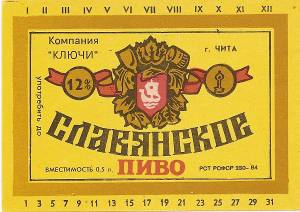 I II III IV V VI VII VIII IX X XI XII
Компания
"КЛЮЧИ"
г. ЧИТА
употребить до
12%
1
СЛАВЯНСКОЕ
ПИВО
ВМЕСТИМОСТЬ 0,5 л.
РСТ РСФСР 230-84
1 3 5 7 9 11 13 15 17 19 21 23 25 27 29 31